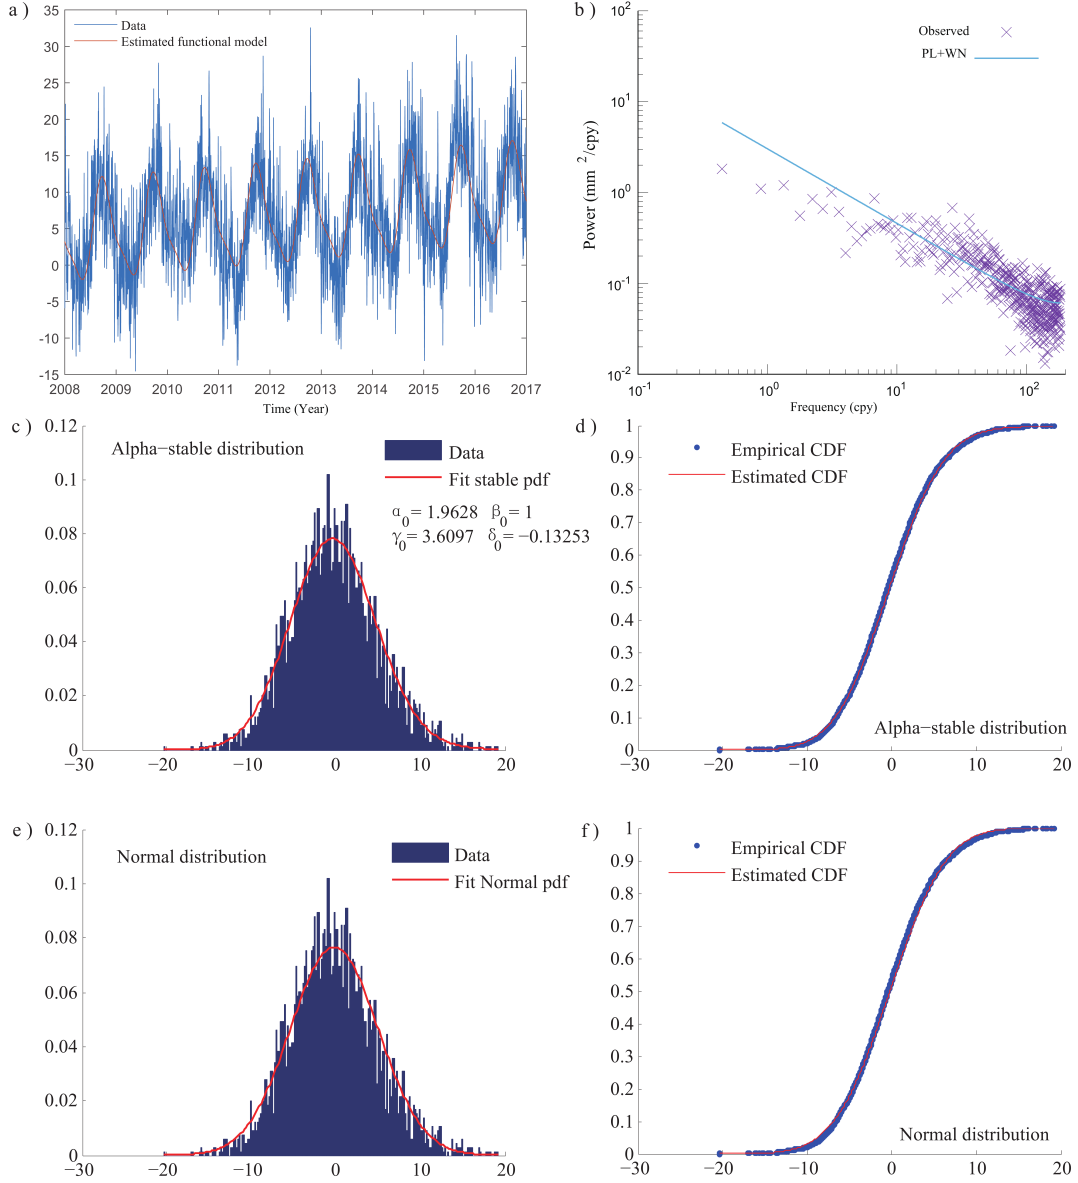 a )
35
30
25
20
15
10
5
0
-5
-10
-15
Data
Estimated functional model
2008 2009 2010 2011 2012 2013 2014 2015 2016 2017
Time (Year)
b )
10^2
10^1
10^0
10^-1
10^-2
Power (mm ^2/cpy)
Observed
PL+WN
10^-1 10^0 10^1 10^2
Frequency (cpy)
c )
0.12
0.1
0.08
0.06
0.04
0.02
0
Alpha−stable distribution
Data
Fit stable pdf
α_0= 1.9628 β_0= 1
γ_0= 3.6097 δ_0= −0.13253
−30 −20 −10 0 10 20
d )
1
0.9
0.8
0.7
0.6
0.5
0.4
0.3
0.2
0.1
0
Empirical CDF
Estimated CDF
Alpha−stable distribution
−30 −20 −10 0 10 20
e )
0.12
0.1
0.08
0.06
0.04
0.02
0
Normal distribution
Data
Fit Normal pdf
−30 −20 −10 0 10 20
f )
1
0.9
0.8
0.7
0.6
0.5
0.4
0.3
0.2
0.1
0
Empirical CDF
Estimated CDF
Normal distribution
−30 −20 −10 0 10 20